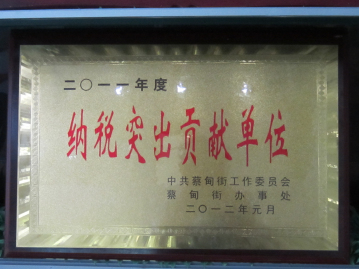 二〇一一年度
纳税突出贡献单位
中共蔡甸街工作委员会
蔡甸街办事处
二〇一二年元月